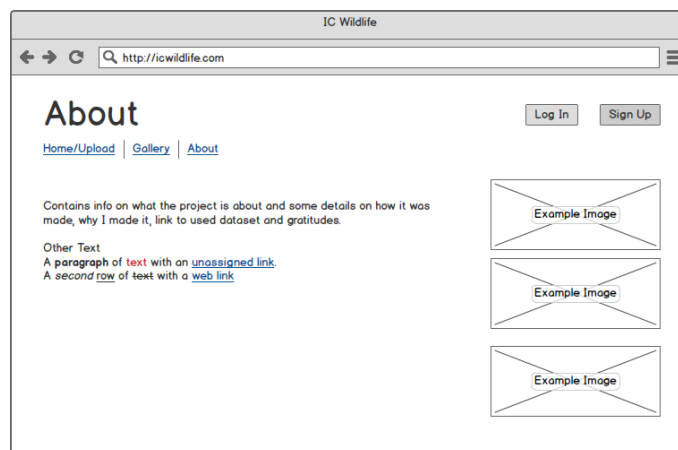 IC Wildlife
http://icwildlife.com
About
Log In
Sign Up
Home/Upload
Gallery
About
Contains info on what the project is about and some details on how it was
made, why I made it, link to used dataset and gratitudes.
Other Text
A paragraph of text with an unassigned link.
A second row of text with a web link
Example Image
Example Image
Example Image